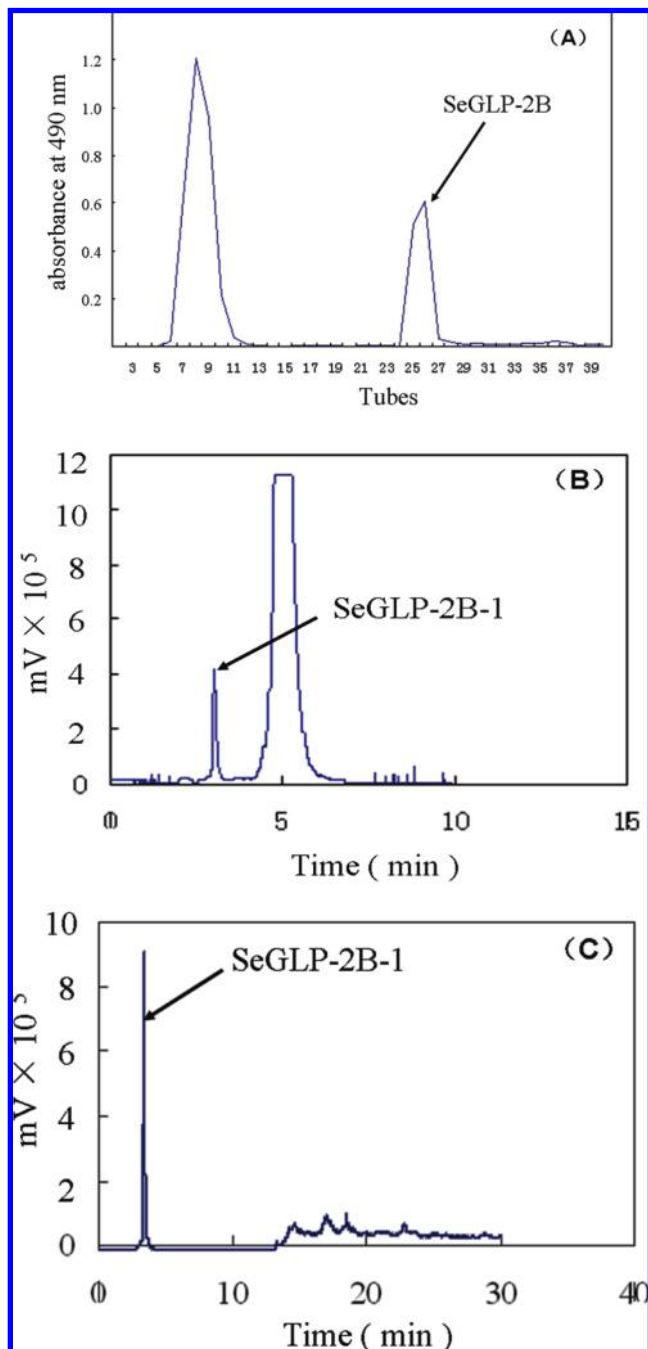 (A)
absorbance at 490 nm
1.2
1.0
0.8
0.6
0.4
0.2
SeGLP-2B
3 5 7 9 11 13 15 17 19 21 23 25 27 29 31 33 35 37 39
Tubes
(B)
mV × 10 5
12
10
8
6
4
2
0
SeGLP-2B-1
0 5 10 15
Time ( min )
(C)
mV × 10 5
10
8
6
4
2
0
SeGLP-2B-1
0 10 20 30 40
Time ( min )